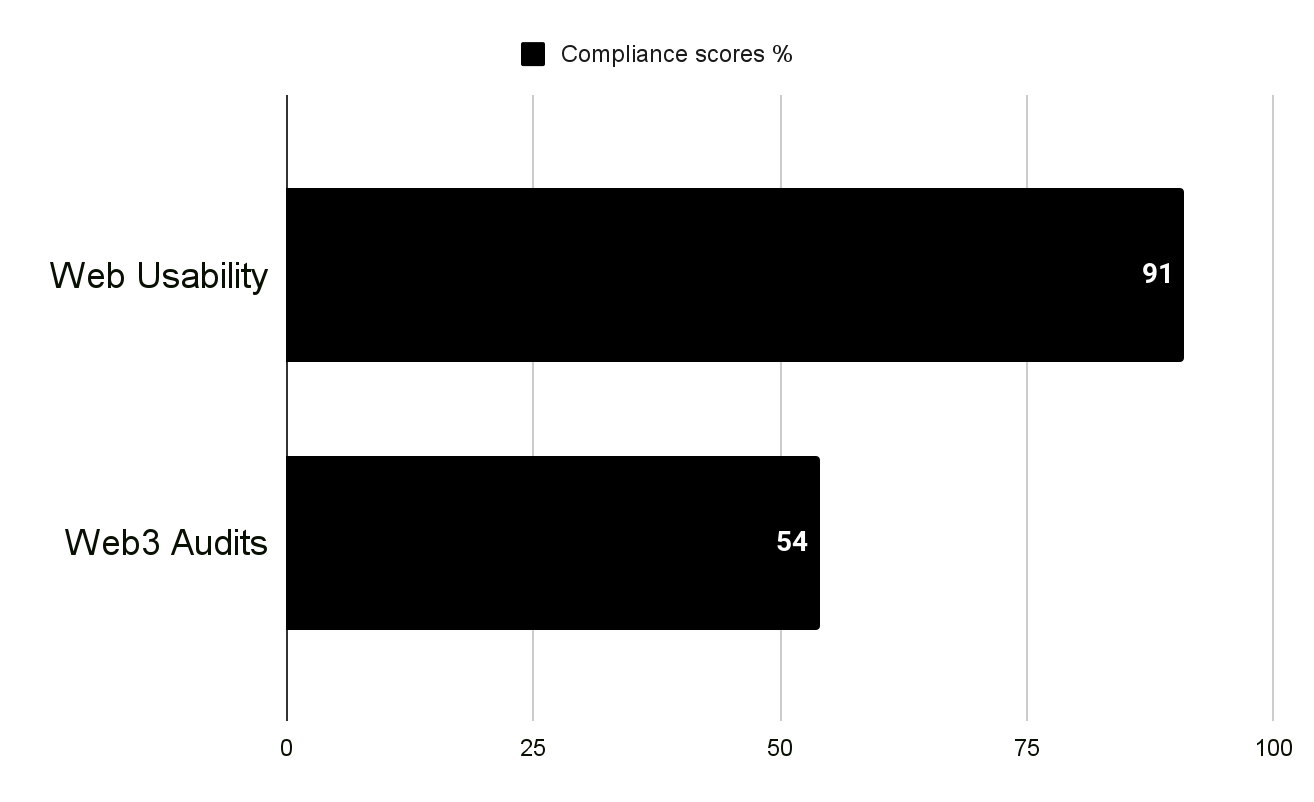 Compliance scores %
Web Usability
91
Web3 Audits
54
0 25 50 75 100